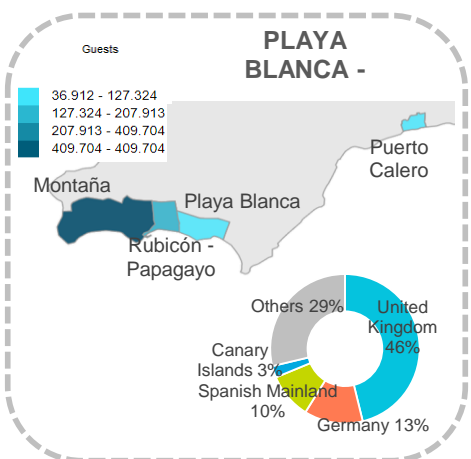 Guests
PLAYA
BLANCA -
36.912 - 127.324
127.324 - 207.913
207.913 - 409.704
409.704 - 409.704
Puerto
Calero
Montaña
Playa Blanca
Rubicón -
Papagayo
Others 29%
United
Kingdom
46%
Canary
Islands 3%
Spanish Mainland
10%
Germany 13%